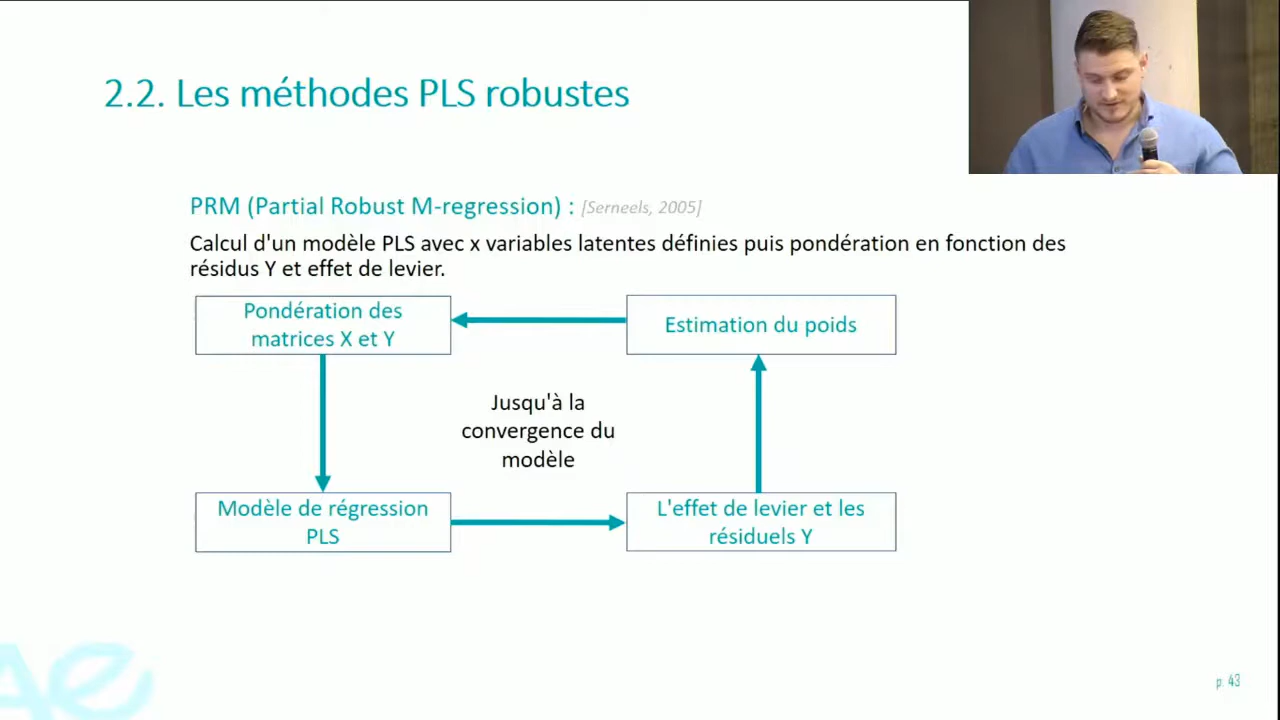 2.2. Les méthodes PLS robustes
PRM (Partial Robust M-regression) : [Serneels, 2005]
Calcul d'un modèle PLS avec x variables latentes définies puis pondération en fonction des
résidus Y et effet de levier.
Pondération des
matrices X et Y
Estimation du poids
Jusqu'à la
convergence du
modèle
Modèle de régression
PLS
L'effet de levier et les
résiduels Y
p. 43